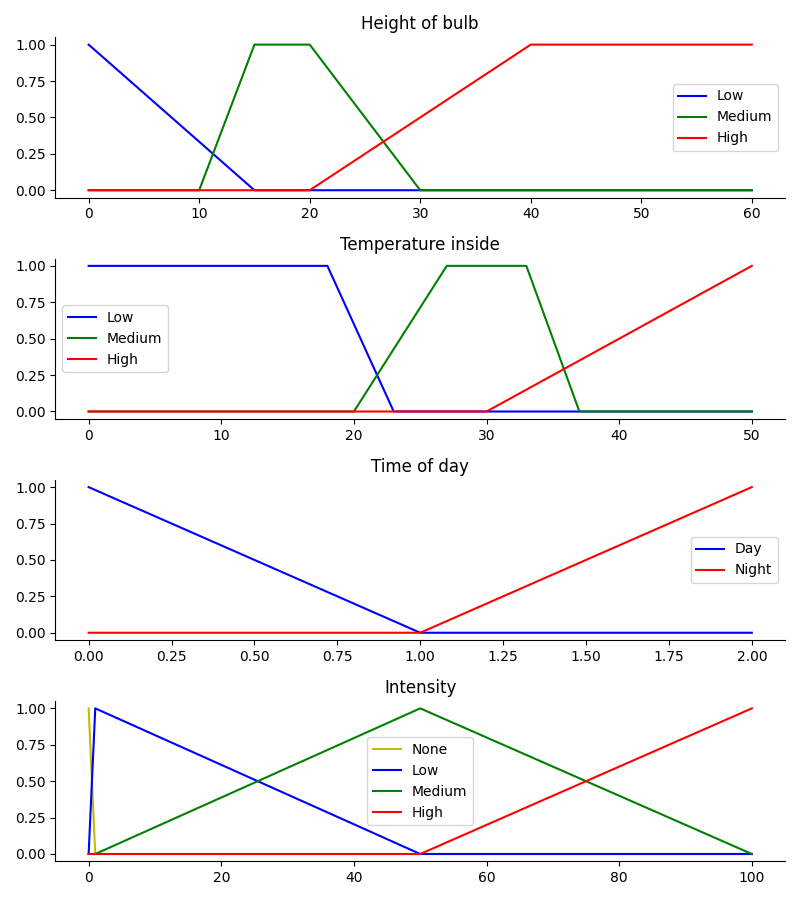 Height of bulb
1.00
0.75
0.50
0.25
0.00
Low
Medium
High
0 10 20 30 40 50 60
Temperature inside
1.00
0.75
0.50
0.25
0.00
Low
Medium
High
0 10 20 30 40 50
Time of day
1.00
0.75
0.50
0.25
0.00
Day
Night
0.00 0.25 0.50 0.75 1.00 1.25 1.50 1.75 2.00
Intensity
1.00
0.75
0.50
0.25
0.00
None
Low
Medium
High
0 20 40 60 80 100